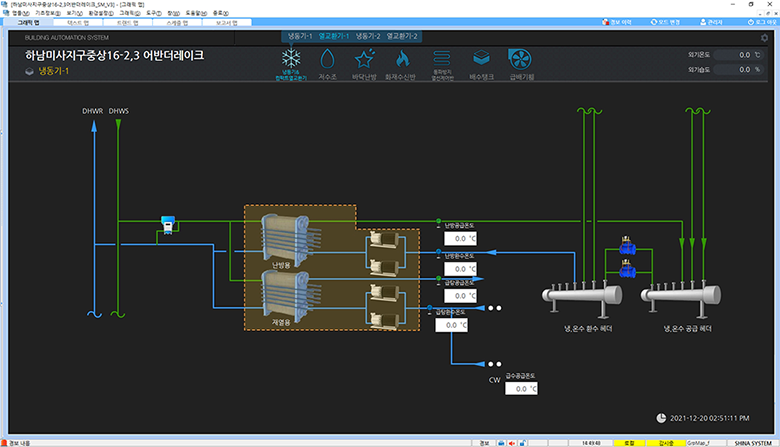 [하남미사지구중상16-2,3어반더레이크_SM_V3] - [그래픽 맵]
그래픽 맵 텍스트 맵 트렌드 맵 스케줄 맵 보고서 맵 경보 이력 모드 변경 관리자 로그 아웃
맵종류(M) 기초정보(B) 보기(V) 환경설정(E) 그래픽(G) 도구(T) 창(W) 도움말(H) 종료(X)
BUILDING AUTOMATION SYSTEM
냉동기-1 열교환기-1 냉동기-2 열교환기-2
하남미사지구중상16-2,3 어반더레이크
냉동기-1
냉동기&
컴팩트열교환기
저수조
바닥난방
화재수신반
동파방지
열선제어반
배수탱크
급배기휀
외기온도 0.0 ℃
외기습도 0.0 %
DHWR DHWS
난방공급온도
0.0 ℃
난방환수온도
0.0 ℃
난방용
급탕공급온도
0.0 ℃
급탕환수온도
0.0 ℃
재열용
냉,온수 환수 헤더
냉,온수 공급 헤더
CW
급수공급온도
0.0 ℃
2021-12-20 02:51:11 PM
경보 내용 경보 14:49:48 로컬 감시중 GrpMap_1 SHINA SYSTEM